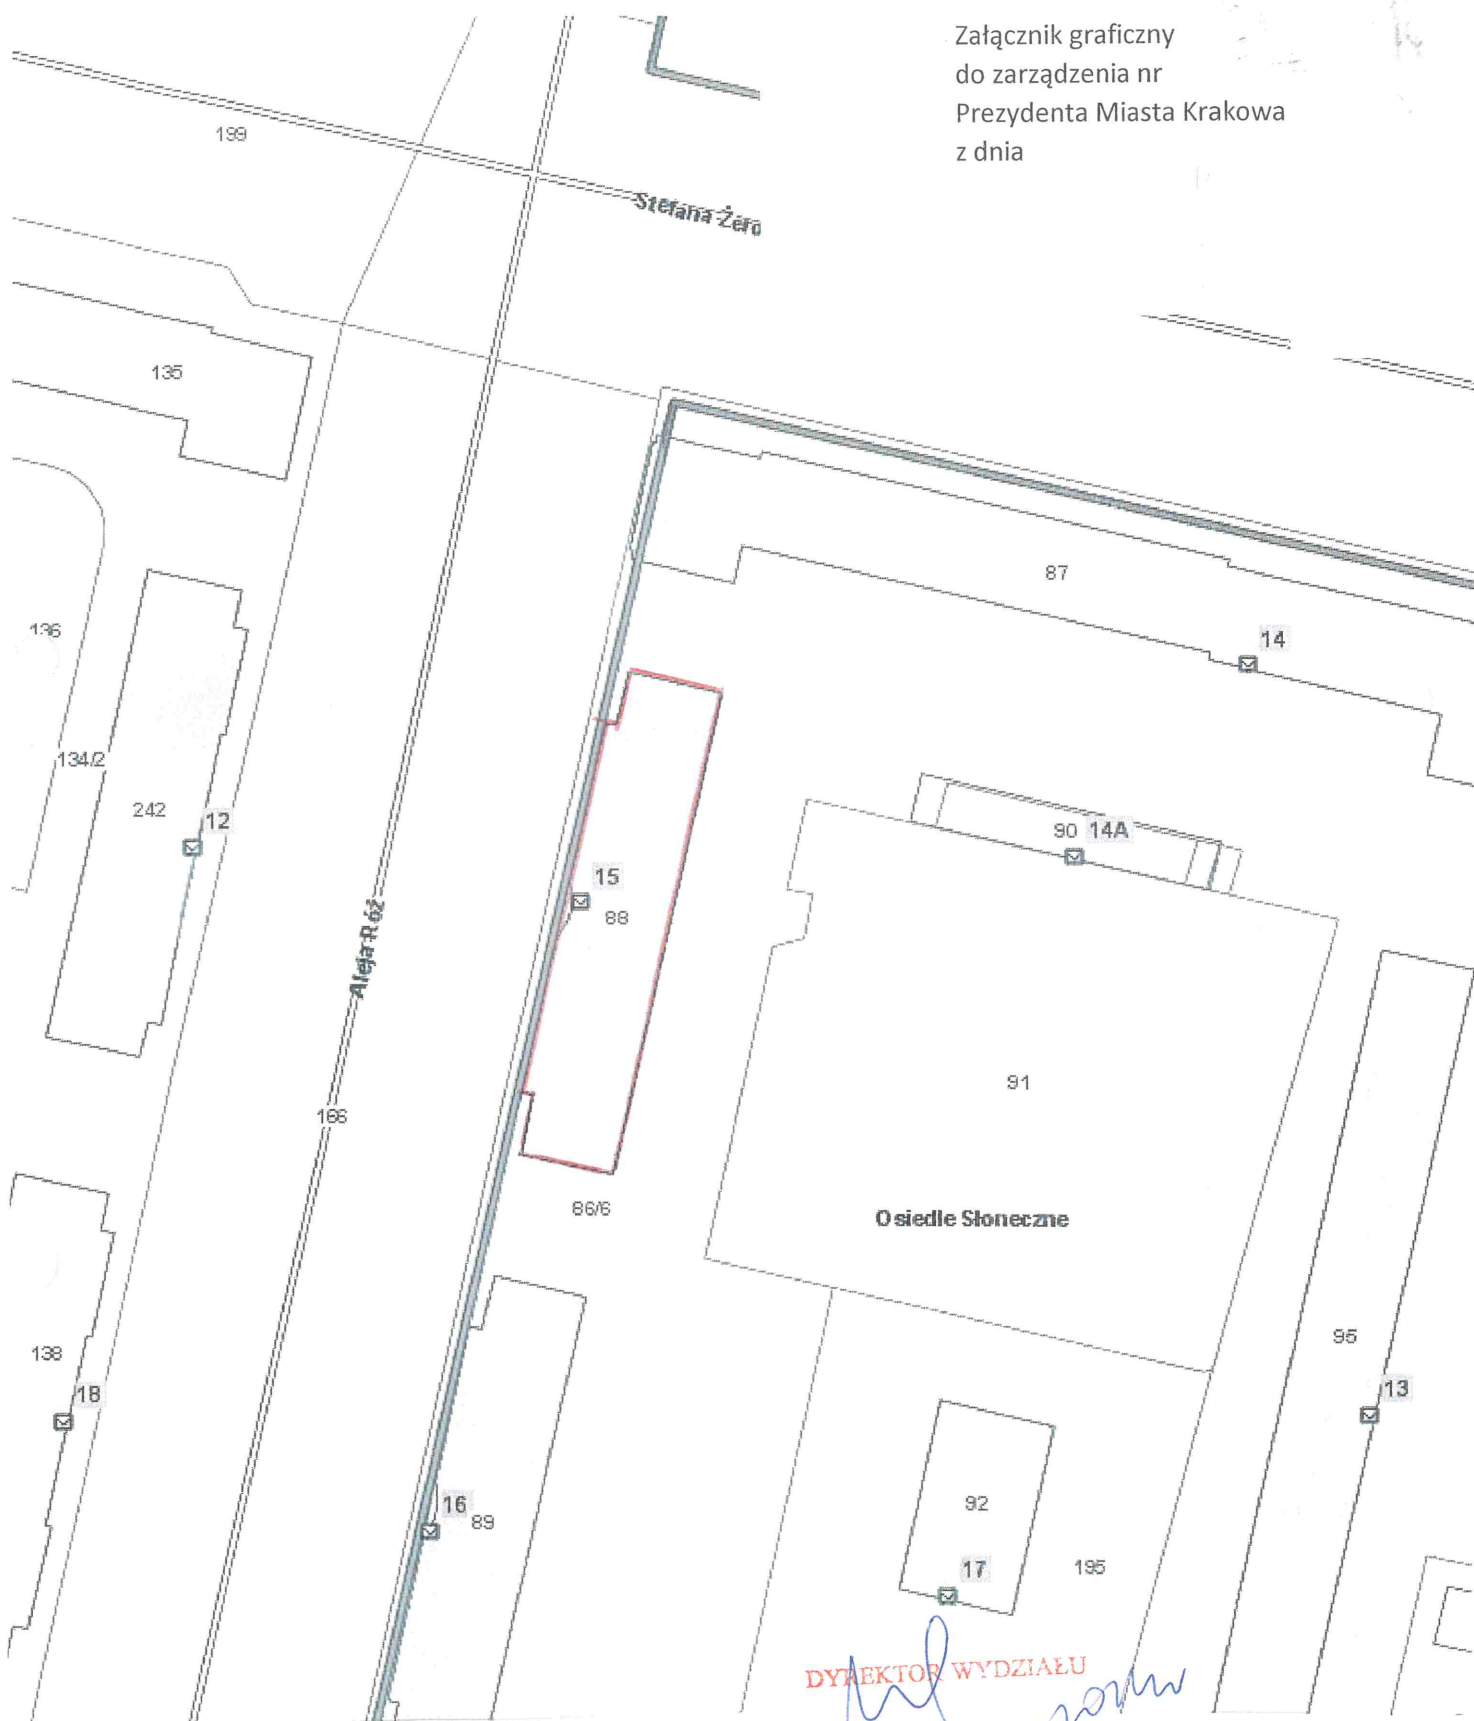 Załącznik graficzny
do zarządzenia nr
Prezydenta Miasta Krakowa
z dnia
199
Stefana Żero
135
87
136
14
134/2
242
12
90 14A
15
88
Aleja Róż
91
166
86/6
Osiedle Słoneczne
138
95
18
13
16
89
92
17
195
DYREKTOR WYDZIAŁU